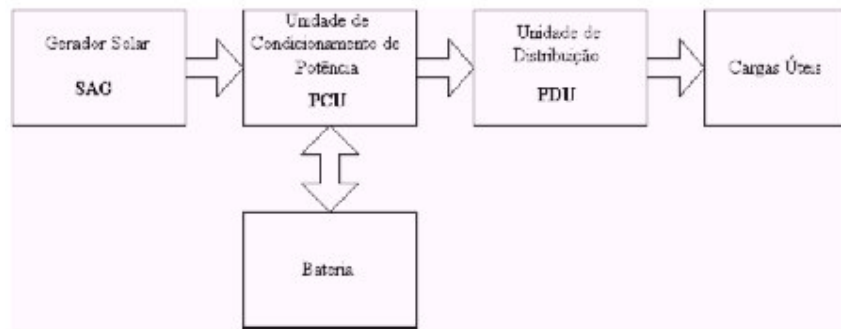 Gerador Solar
SAG
Unidade de
Condicionamento de
Potência
PCU
Unidade de
Distribuição
PDU
Cargas Úteis
Bateria